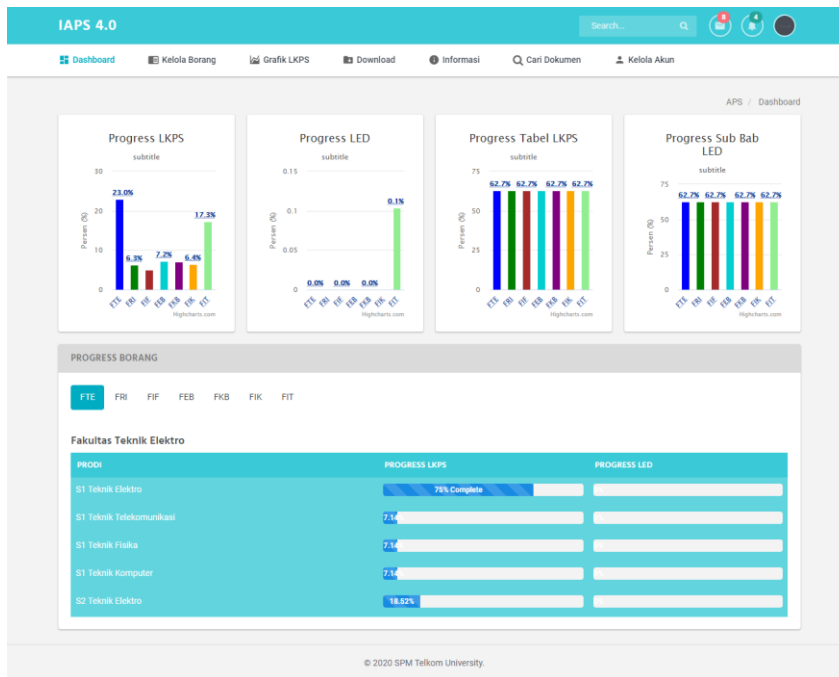 IAPS 4.0
Search...
8
4
Dashboard Kelola Borang Grafik LKPS Download Informasi Cari Dokumen Kelola Akun
APS / Dashboard
Progress LKPS
subtitle
Persen (%)
30
20
10
0
23.0% 6.3% 7.2% 6.4% 17.3%
FTE FRI FIF FEB FKB FIK FIT
Highcharts.com
Progress LED
subtitle
Persen (%)
0.15
0.1
0.05
0
0.0% 0.0% 0.0% 0.1%
FTE FRI FIF FEB FKB FIK FIT
Highcharts.com
Progress Tabel LKPS
subtitle
Persen (%)
75
50
25
0
62.7% 62.7% 62.7% 62.7%
FTE FRI FIF FEB FKB FIK FIT
Highcharts.com
Progress Sub Bab
LED
subtitle
Persen (%)
75
50
25
0
62.7% 62.7% 62.7% 62.7%
FTE FRI FIF FEB FKB FIK FIT
Highcharts.com
PROGRESS BORANG
FTE FRI FIF FEB FKB FIK FIT
Fakultas Teknik Elektro
PRODI PROGRESS LKPS PROGRESS LED
S1 Teknik Elektro 75% Complete
S1 Teknik Telekomunikasi 7.14
S1 Teknik Fisika 7.14
S1 Teknik Komputer 7.14
S2 Teknik Elektro 18.52%
© 2020 SPM Telkom University.